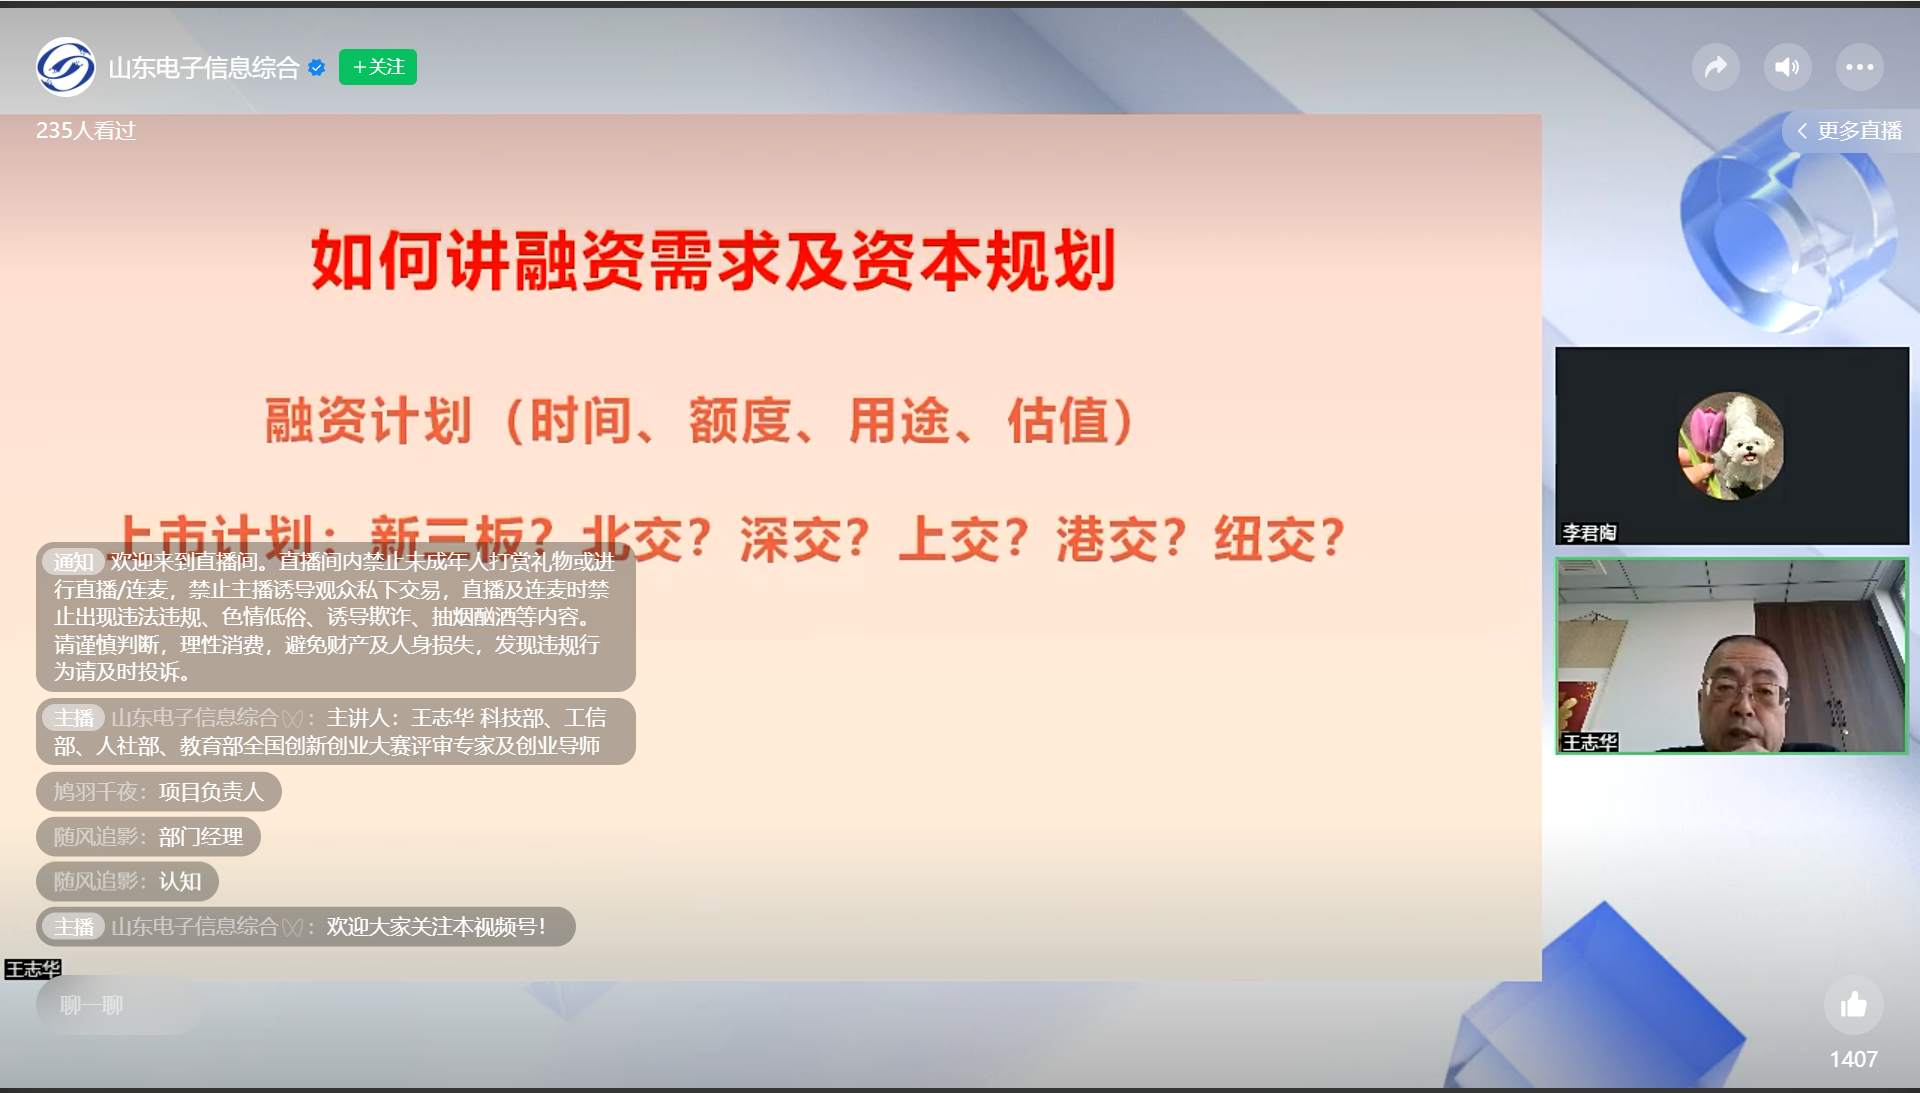 山东电子信息综合
+关注
235人看过
更多直播
如何讲融资需求及资本规划
融资计划（时间、额度、用途、估值）
上市计划：新三板？北交？深交？上交？港交？纽交？
李君陶
王志华
通知 欢迎来到直播间。直播间内禁止未成年人打赏礼物或进
行直播/连麦，禁止主播诱导观众私下交易，直播及连麦时禁
止出现违法违规、色情低俗、诱导欺诈、抽烟酗酒等内容。
请谨慎判断，理性消费，避免财产及人身损失，发现违规行
为请及时投诉。
主播 山东电子信息综合：主讲人：王志华 科技部、工信
部、人社部、教育部全国创新创业大赛评审专家及创业导师
鸠羽千夜：项目负责人
随风追影：部门经理
随风追影：认知
主播 山东电子信息综合：欢迎大家关注本视频号！
王志华
聊一聊
1407